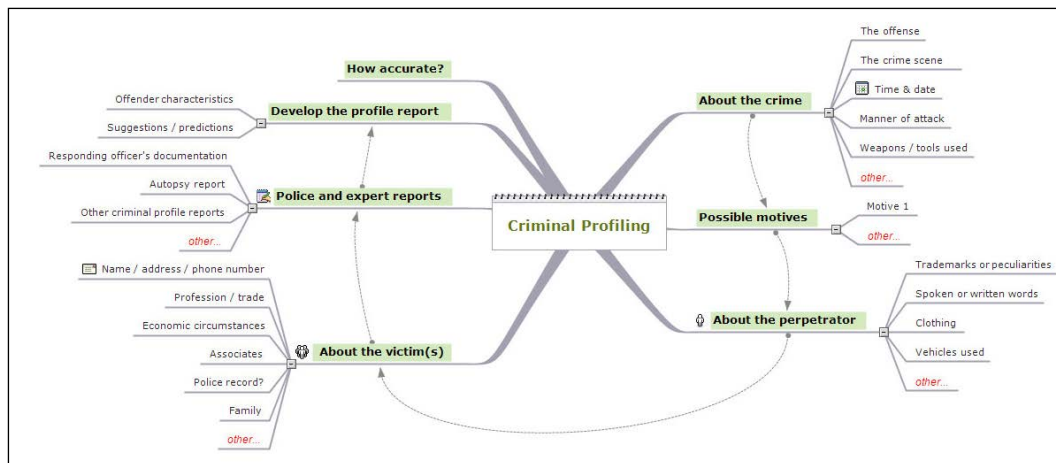 Criminal Profiling
About the crime
The offense
The crime scene
Time & date
Manner of attack
Weapons / tools used
other...
Possible motives
Motive 1
other...
About the perpetrator
Trademarks or peculiarities
Spoken or written words
Clothing
Vehicles used
other...
About the victim(s)
Name / address / phone number
Profession / trade
Economic circumstances
Associates
Police record?
Family
other...
Police and expert reports
Responding officer's documentation
Autopsy report
Other criminal profile reports
other...
Develop the profile report
Offender characteristics
Suggestions / predictions
How accurate?